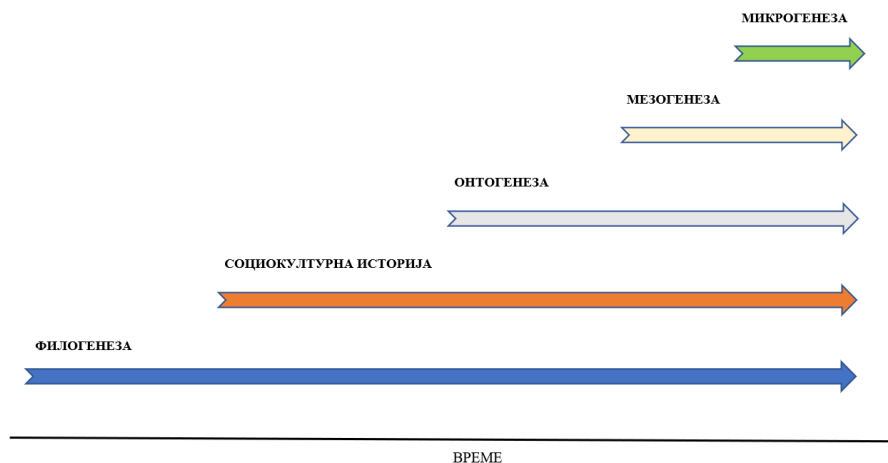 МИКРОГЕНЕЗА
МЕЗОГЕНЕЗА
ОНТОГЕНЕЗА
СОЦИОКУЛТУРНА ИСТОРИЈА
ФИЛОГЕНЕЗА
ВРЕМЕ